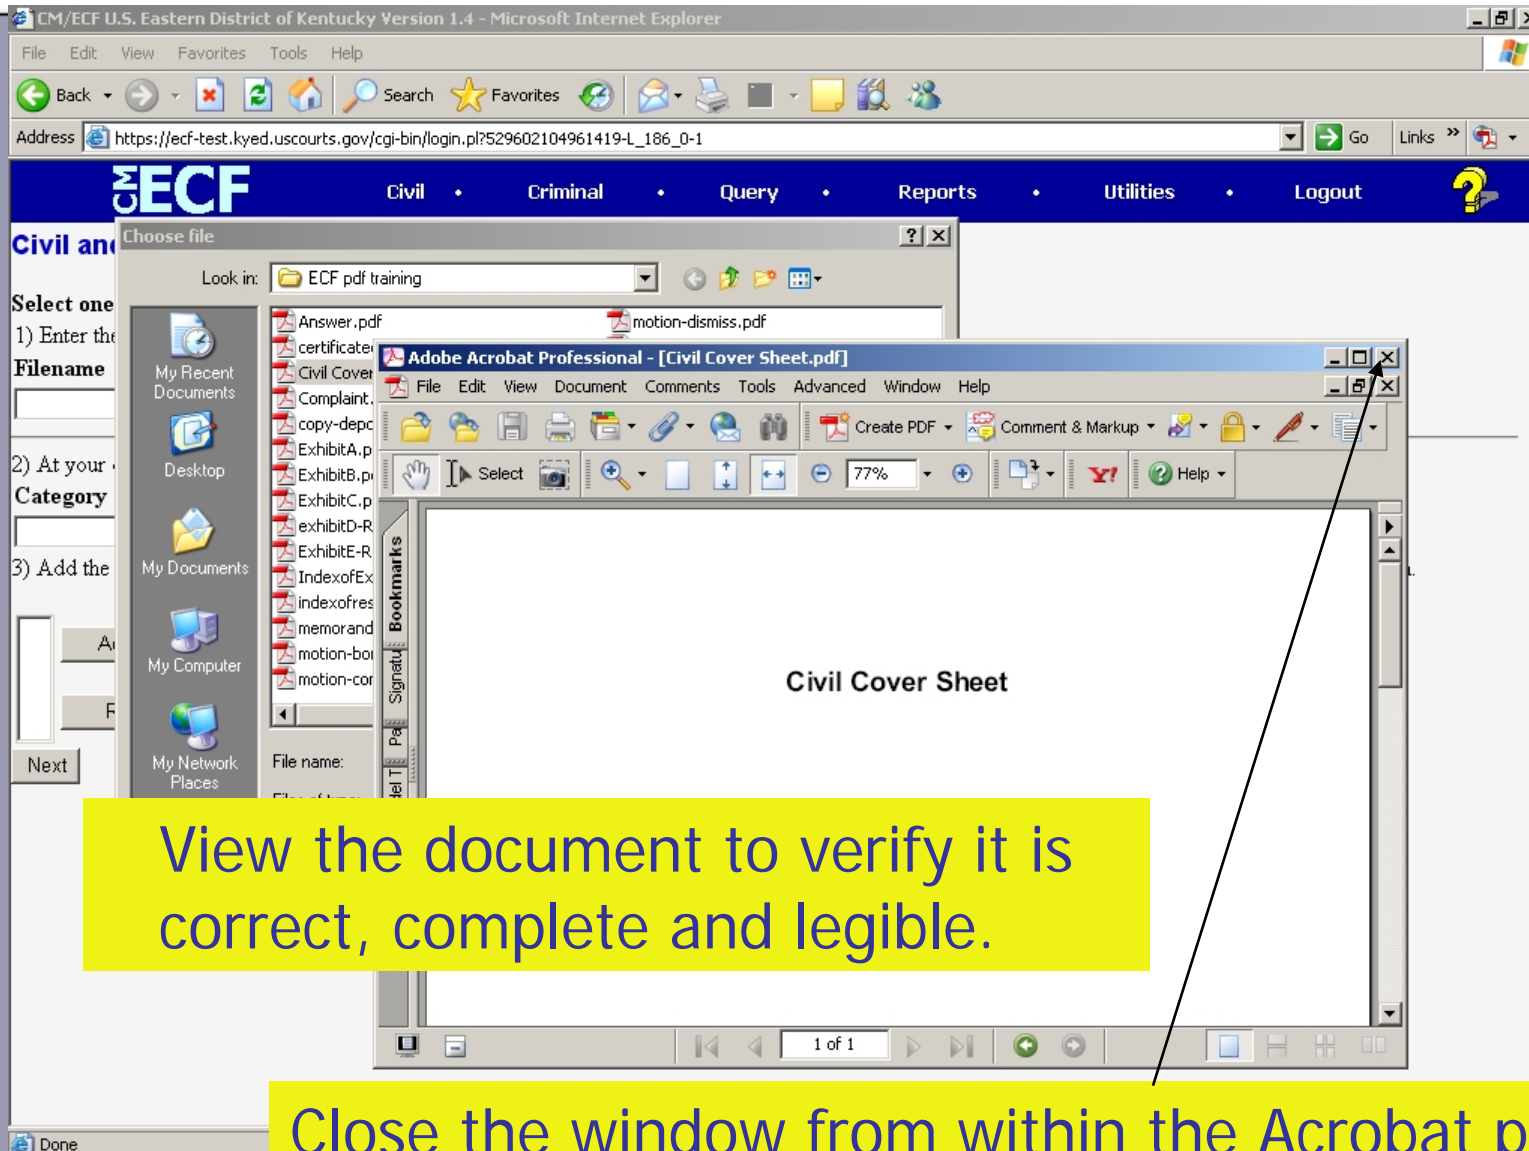 CM/ECF U.S. Eastern District of Kentucky Version 1.4 - Microsoft Internet Explorer
File Edit View Favorites Tools Help
Back Search Favorites
Address https://ecf-test.kyed.uscourts.gov/cgi-bin/login.pl?529602104961419-L_186_0-1 Go Links »
CM ECF Civil • Criminal • Query • Reports • Utilities • Logout ?
Civil and
Select one
1) Enter the
Filename
2) At your
Category
3) Add the
Next
Choose file
Look in: ECF pdf training
My Recent Documents
Desktop
My Documents
My Computer
My Network Places
Answer.pdf motion-dismiss.pdf
certificate
Civil Cover
Complaint.
copy-depo
ExhibitA.p
ExhibitB.p
ExhibitC.p
exhibitD-R
ExhibitE-R
IndexofEx
indexofres
memorand
motion-bo
motion-cor
File name:
Adobe Acrobat Professional - [Civil Cover Sheet.pdf]
File Edit View Document Comments Tools Advanced Window Help
Create PDF Comment & Markup
Select 77% Y! Help
Bookmarks
Signatu
Pa
del T
Civil Cover Sheet
1 of 1
View the document to verify it is
correct, complete and legible.
Close the window from within the Acrobat p
Done